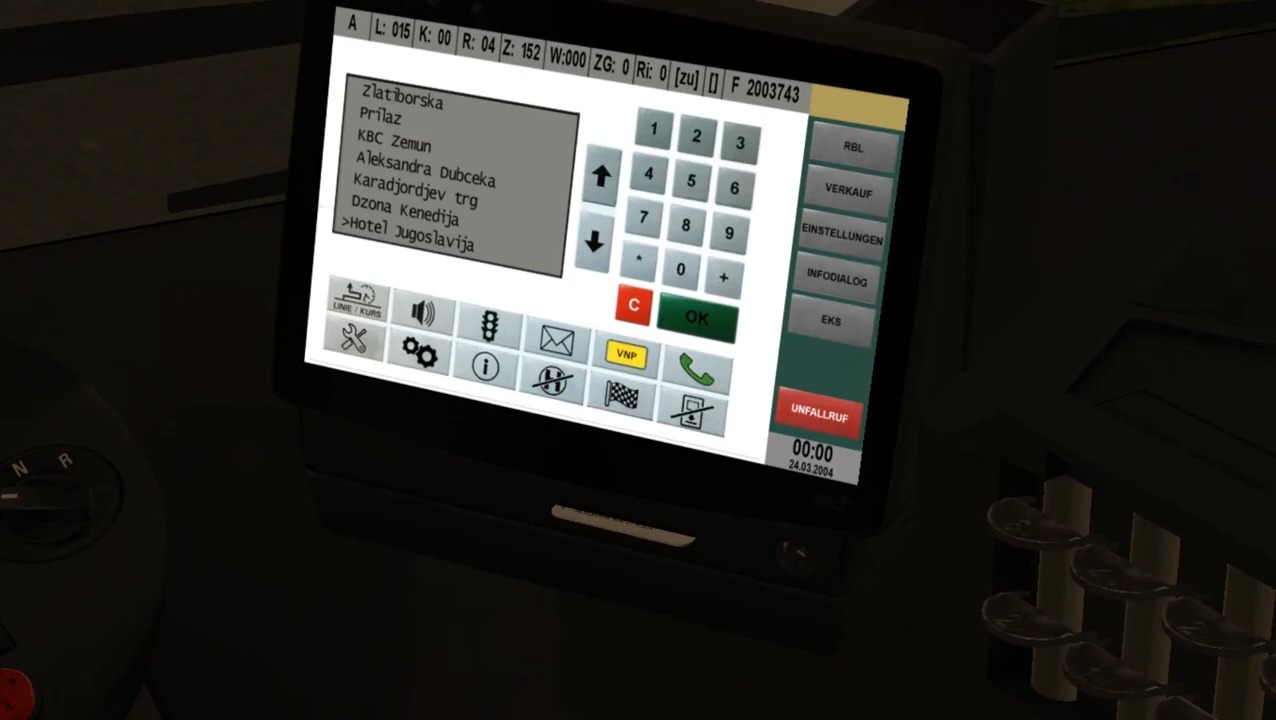 A L: 015 K: 00 R: 04 Z: 152 W:000 ZG: 0 Ri: 0 [zu] [] F 2003743
Zlatiborska
Prilaz
KBC Zemun
Aleksandra Dubceka
Karadjordjev trg
Dzona Kenedija
>Hotel Jugoslavija
1 2 3
4 5 6
7 8 9
* 0 +
C OK
LINIE / KURS
VNP
i
H
RBL
VERKAUF
EINSTELLUNGEN
INFODIALOG
EKS
UNFALLRUF
00:00
24.03.2004
N R